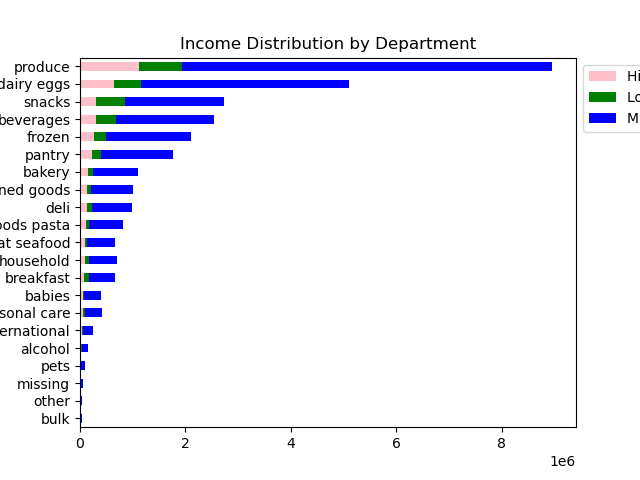 Income Distribution by Department
produce
dairy eggs
snacks
beverages
frozen
pantry
bakery
ned goods
deli
oods pasta
at seafood
household
breakfast
babies
sonal care
ernational
alcohol
pets
missing
other
bulk
0 2 4 6 8
1e6
Hi
Lo
M